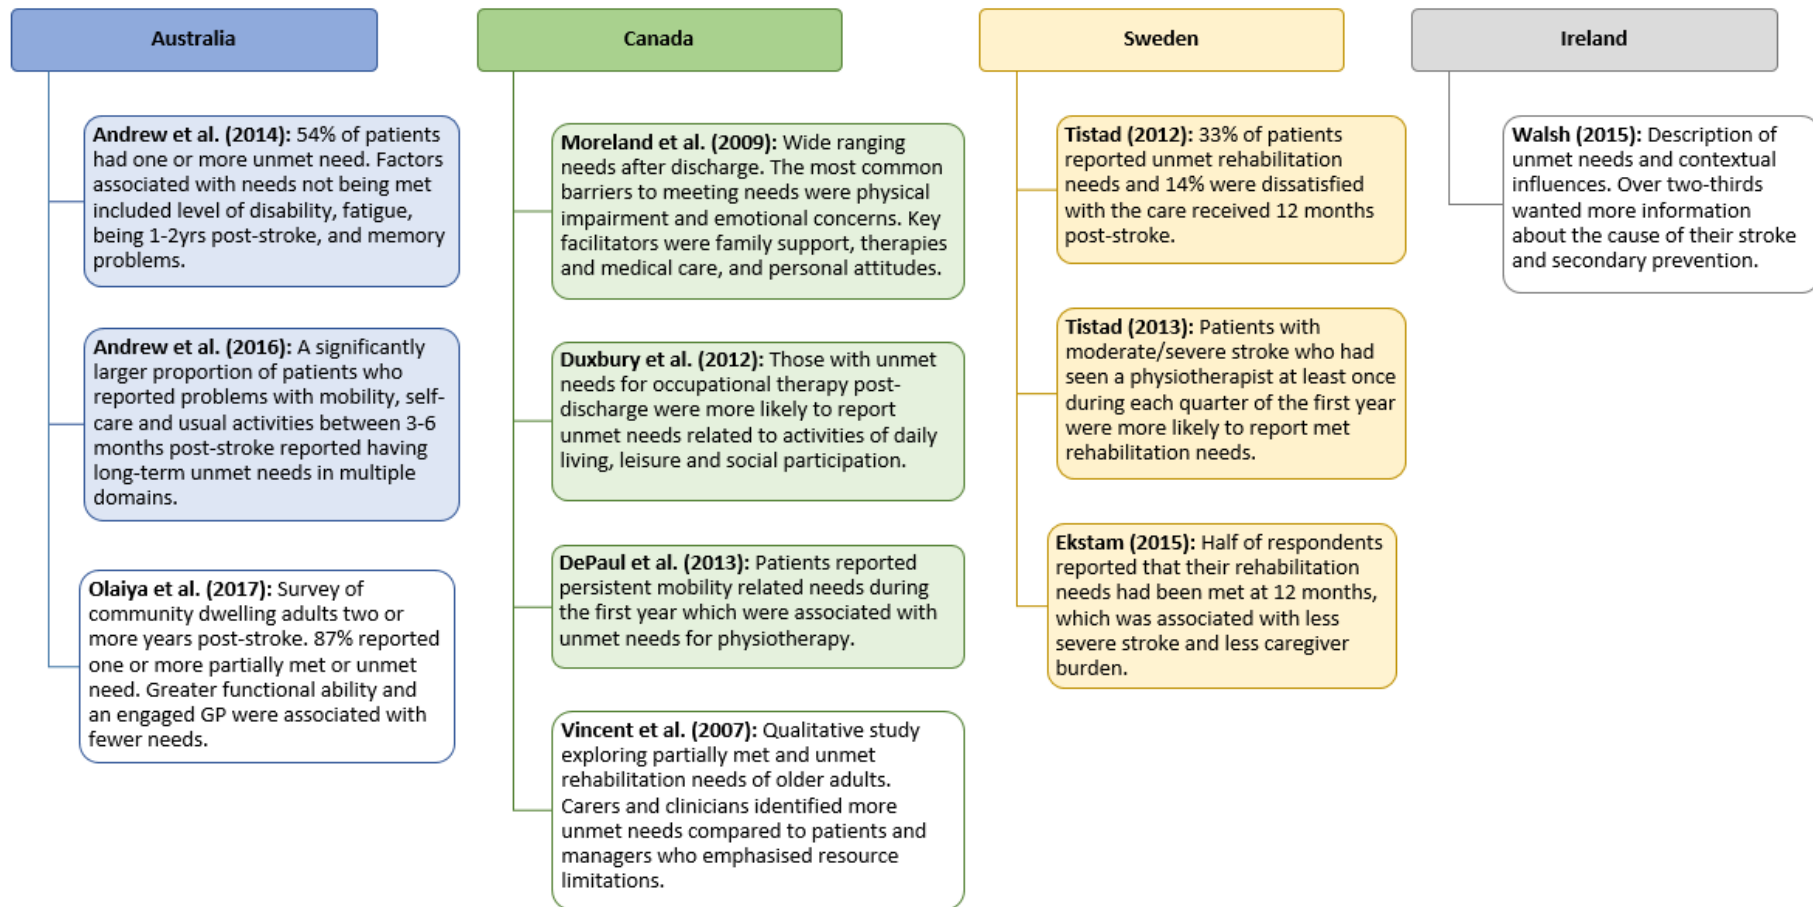 Australia
Andrew et al. (2014): 54% of patients
had one or more unmet need. Factors
associated with needs not being met
included level of disability, fatigue,
being 1-2yrs post-stroke, and memory
problems.
Andrew et al. (2016): A significantly
larger proportion of patients who
reported problems with mobility, self-
care and usual activities between 3-6
months post-stroke reported having
long-term unmet needs in multiple
domains.
Olaiya et al. (2017): Survey of
community dwelling adults two or
more years post-stroke. 87% reported
one or more partially met or unmet
need. Greater functional ability and
an engaged GP were associated with
fewer needs.
Canada
Moreland et al. (2009): Wide ranging
needs after discharge. The most common
barriers to meeting needs were physical
impairment and emotional concerns. Key
facilitators were family support, therapies
and medical care, and personal attitudes.
Duxbury et al. (2012): Those with unmet
needs for occupational therapy post-
discharge were more likely to report
unmet needs related to activities of daily
living, leisure and social participation.
DePaul et al. (2013): Patients reported
persistent mobility related needs during
the first year which were associated with
unmet needs for physiotherapy.
Vincent et al. (2007): Qualitative study
exploring partially met and unmet
rehabilitation needs of older adults.
Carers and clinicians identified more
unmet needs compared to patients and
managers who emphasised resource
limitations.
Sweden
Tistad (2012): 33% of patients
reported unmet rehabilitation
needs and 14% were dissatisfied
with the care received 12 months
post-stroke.
Tistad (2013): Patients with
moderate/severe stroke who had
seen a physiotherapist at least once
during each quarter of the first year
were more likely to report met
rehabilitation needs.
Ekstam (2015): Half of respondents
reported that their rehabilitation
needs had been met at 12 months,
which was associated with less
severe stroke and less caregiver
burden.
Ireland
Walsh (2015): Description of
unmet needs and contextual
influences. Over two-thirds
wanted more information
about the cause of their stroke
and secondary prevention.